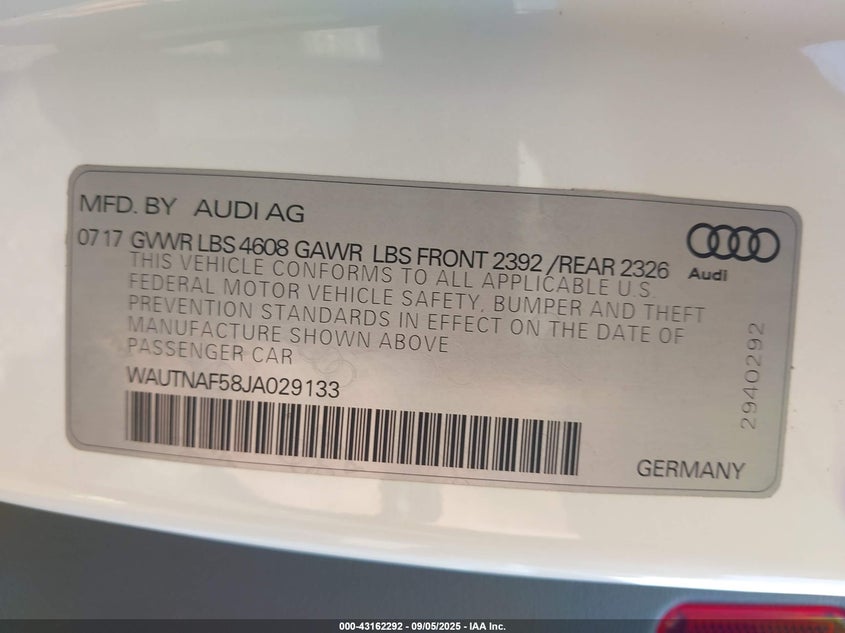 MFD. BY AUDI AG
07 17 GVWR LBS 4608 GAWR LBS FRONT 2392 /REAR 2326
THIS VEHICLE CONFORMS TO ALL APPLICABLE U.S.
FEDERAL MOTOR VEHICLE SAFETY, BUMPER AND THEFT
PREVENTION STANDARDS IN EFFECT ON THE DATE OF
MANUFACTURE SHOWN ABOVE
PASSENGER CAR
WAUTNAF58JA029133
Audi
2940292
GERMANY
000-43162292 - 09/05/2025 - IAA Inc.